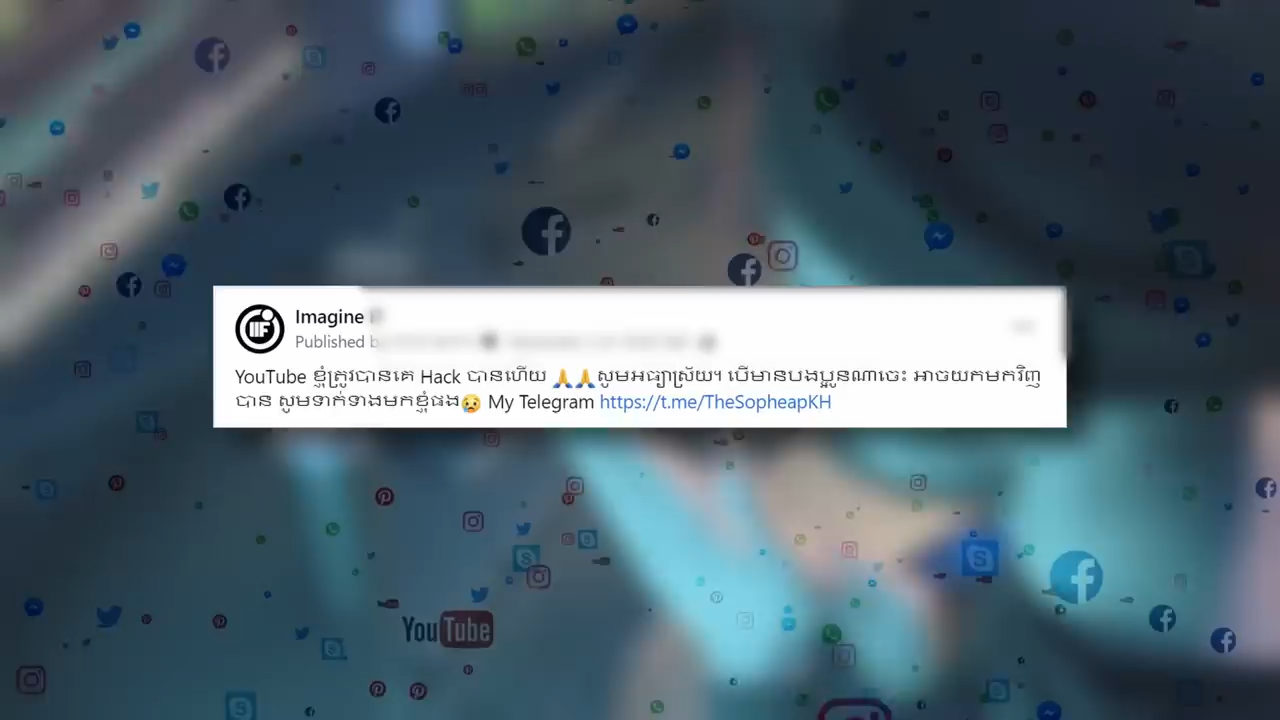 Imagine
Published
YouTube ខ្ញុំត្រូវបានគេ Hack បានហើយ 🙏🙏សូមអធ្យាស្រ័យ។ បើមានបងប្អូនណាចេះ អាចយកមកវិញ
បាន សូមទាក់ទាងមកខ្ញុំផង😢 My Telegram https://t.me/TheSopheapKH
YouTube